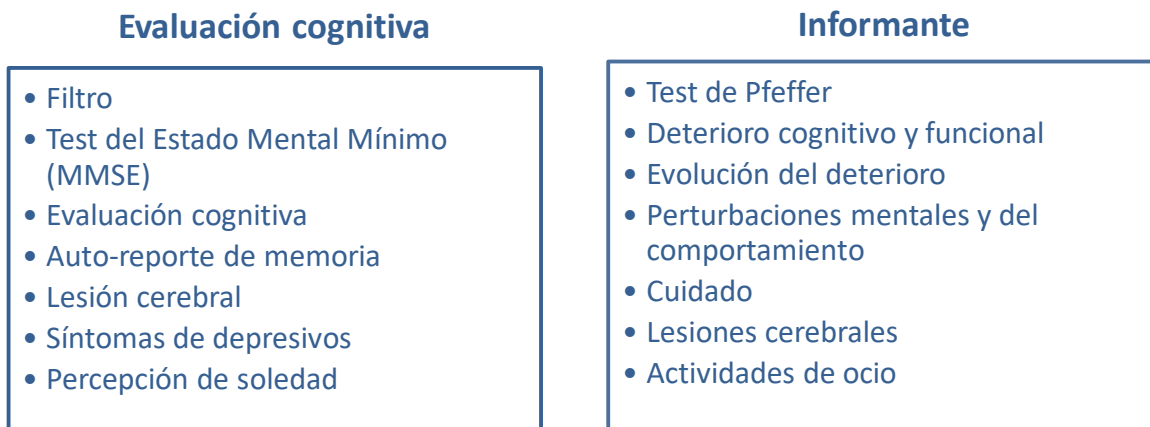 Evaluación cognitiva
• Filtro
• Test del Estado Mental Mínimo
(MMSE)
• Evaluación cognitiva
• Auto-reporte de memoria
• Lesión cerebral
• Síntomas de depresivos
• Percepción de soledad
Informante
• Test de Pfeffer
• Deterioro cognitivo y funcional
• Evolución del deterioro
• Perturbaciones mentales y del
comportamiento
• Cuidado
• Lesiones cerebrales
• Actividades de ocio